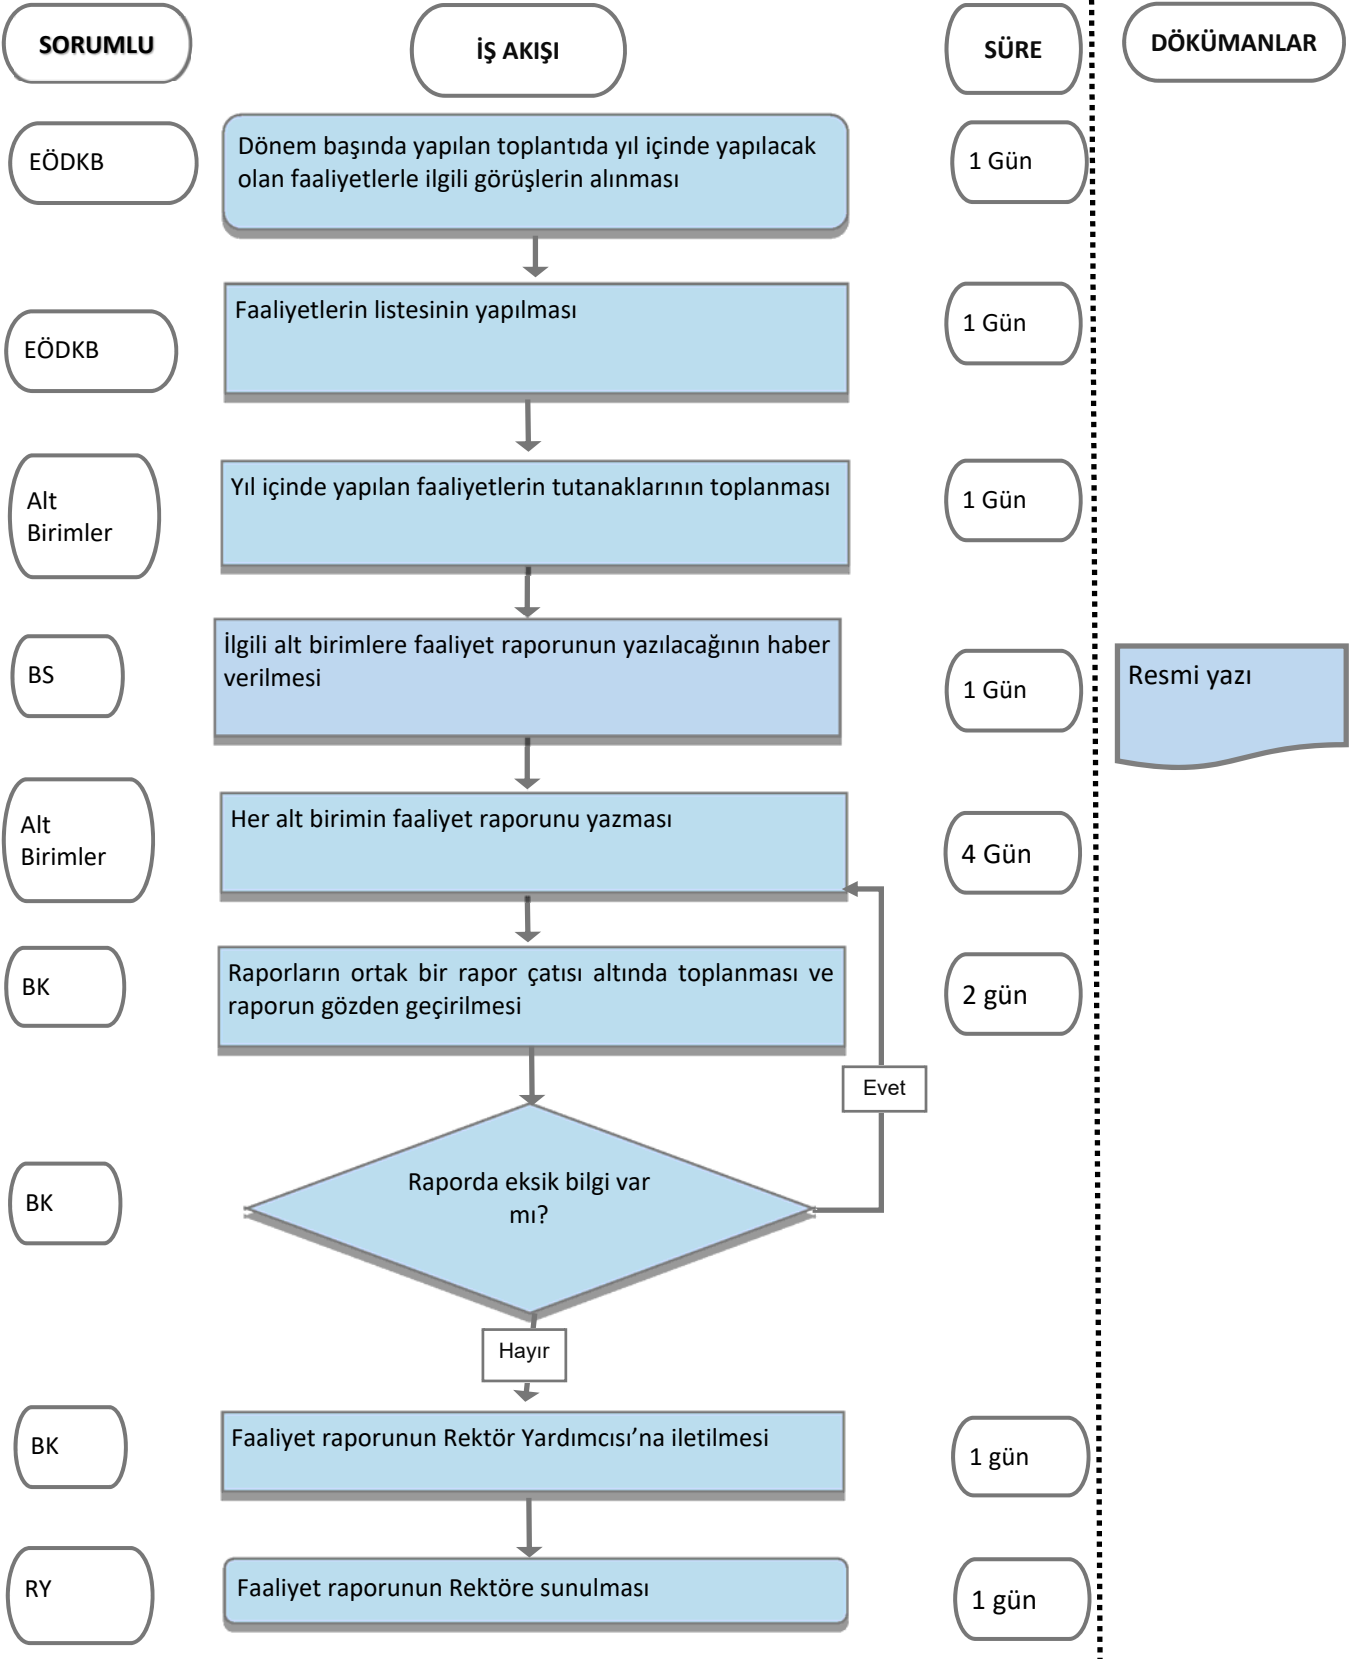 SORUMLU
İŞ AKIŞI
SÜRE
DÖKÜMANLAR
EÖDKB
Dönem başında yapılan toplantıda yıl içinde yapılacak
olan faaliyetlerle ilgili görüşlerin alınması
1 Gün
EÖDKB
Faaliyetlerin listesinin yapılması
1 Gün
Alt
Birimler
Yıl içinde yapılan faaliyetlerin tutanaklarının toplanması
1 Gün
BS
İlgili alt birimlere faaliyet raporunun yazılacağının haber
verilmesi
1 Gün
Resmi yazı
Alt
Birimler
Her alt birimin faaliyet raporunu yazması
4 Gün
BK
Raporların ortak bir rapor çatısı altında toplanması ve
raporun gözden geçirilmesi
2 gün
Evet
BK
Raporda eksik bilgi var
mı?
Hayır
BK
Faaliyet raporunun Rektör Yardımcısı’na iletilmesi
1 gün
RY
Faaliyet raporunun Rektöre sunulması
1 gün